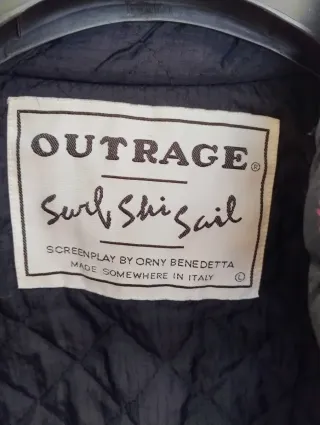 OUTRAGE®
Surf Ski Sail
SCREENPLAY BY ORNY BENEDETTA
MADE SOMEWHERE IN ITALY ©